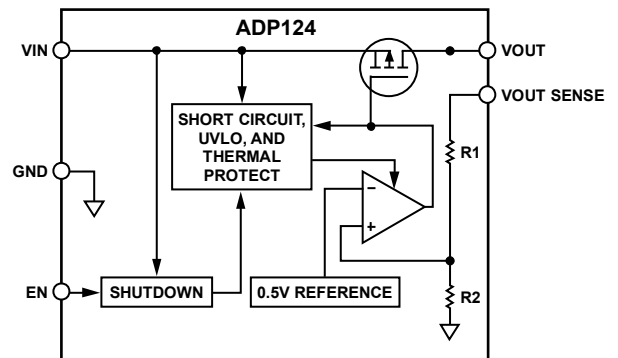 ADP124
VIN
VOUT
VOUT SENSE
SHORT CIRCUIT,
UVLO, AND
THERMAL
PROTECT
R1
GND
−
+
EN
SHUTDOWN
0.5V REFERENCE
R2